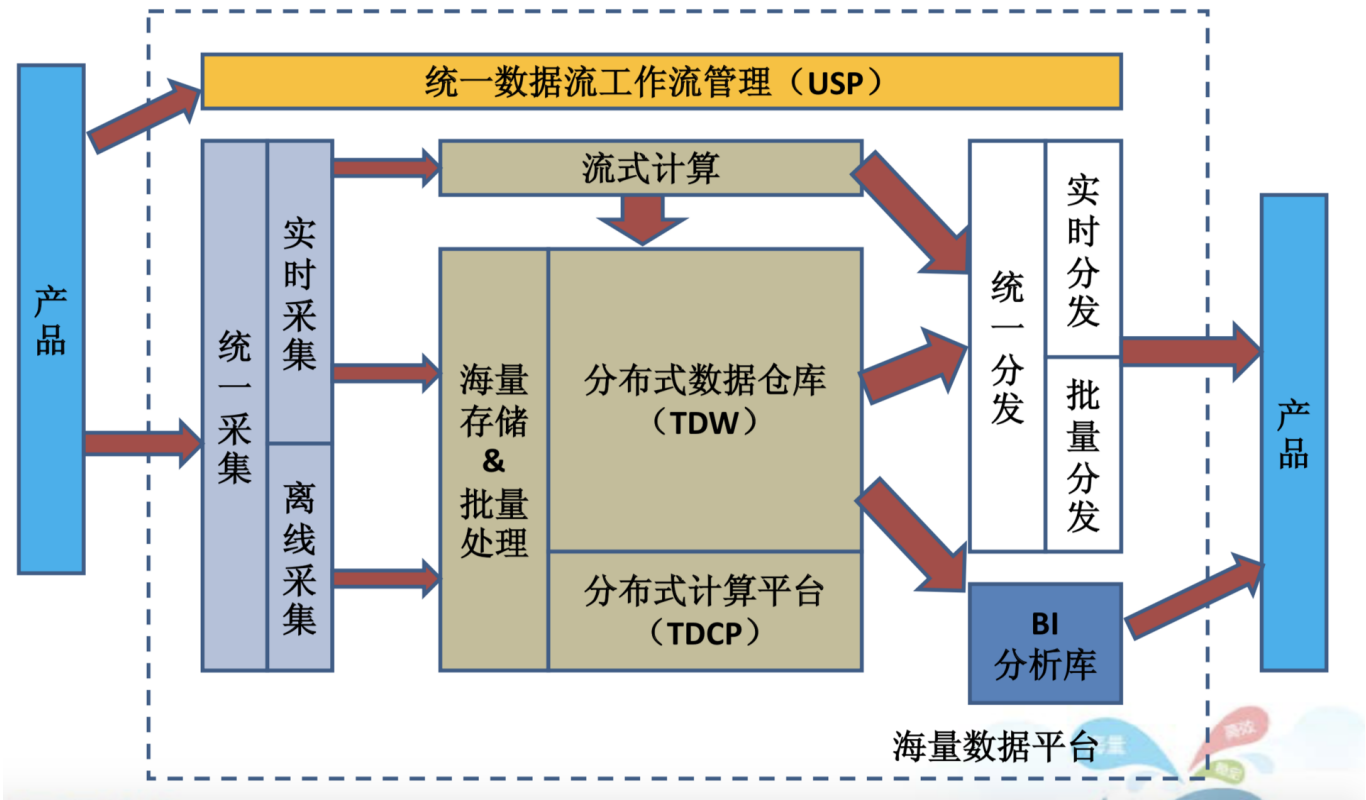 统一数据流工作流管理（USP）
产品
统一采集
实时采集
离线采集
流式计算
海量
存储
&
批量
处理
分布式数据仓库
（TDW）
分布式计算平台
（TDCP）
统一分发
实时分发
批量分发
BI
分析库
产品
海量数据平台
高效